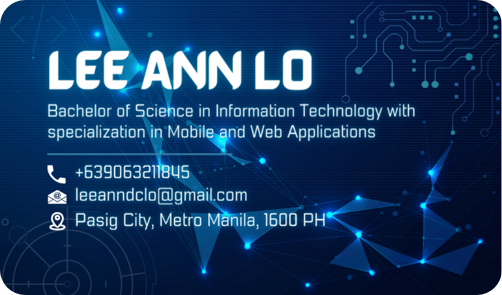 LEE ANN LO
Bachelor of Science in Information Technology with
specialization in Mobile and Web Applications
+639063211845
leeanndclo@gmail.com
Pasig City, Metro Manila, 1600 PH